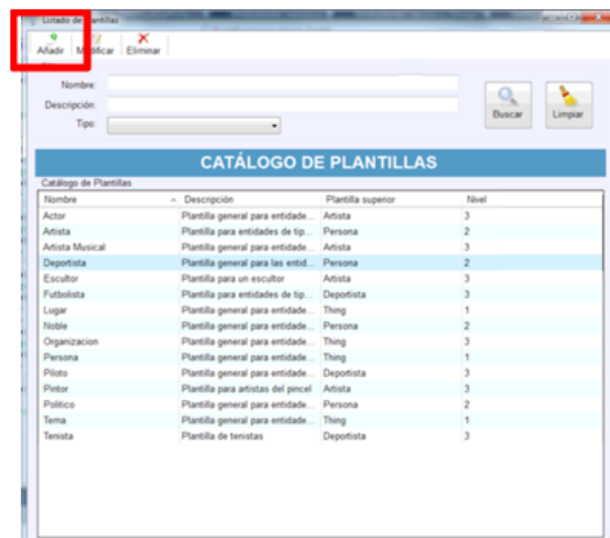 Listado de Plantillas
Añadir Modificar Eliminar
Nombre:
Descripción:
Tipo:
Buscar Limpiar
CATÁLOGO DE PLANTILLAS
Catálogo de Plantillas
Nombre Descripción Plantilla superior Nivel
Actor Plantilla general para entidade... Artista 3
Artista Plantilla para entidades de tip... Persona 2
Artista Musical Plantilla general para entidade... Artista 3
Deportista Plantilla general para las entid... Persona 2
Escultor Plantilla para un escultor Artista 3
Futbolista Plantilla para entidades de tip... Deportista 3
Lugar Plantilla general para entidade... Thing 1
Noble Plantilla general para entidade... Persona 2
Organizacion Plantilla general para entidade... Thing 3
Persona Plantilla general para entidade... Thing 1
Piloto Plantilla general para entidade... Deportista 3
Pintor Plantilla para artistas del pincel Artista 3
Politico Plantilla general para entidade... Persona 2
Tema Plantilla general para entidade... Thing 1
Tenista Plantilla de tenistas Deportista 3